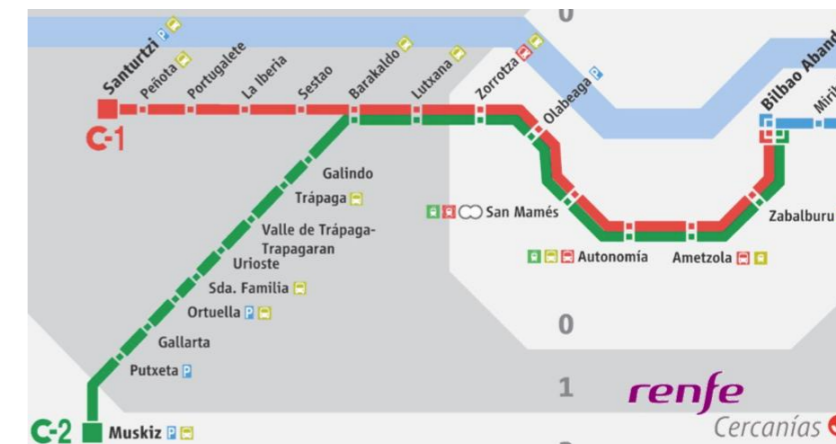 0
Santurtzi P
Peñota
Portugalete
La Iberia
Sestao
Barakaldo
Lutxana
Zorrotza
Olabeaga P
Bilbao
C-1
Galindo
Trápaga
San Mamés
Valle de Trápaga-
Trapagaran
Zabalburu
Urioste
Autonomía
Ametzola
Sda. Familia
Ortuella P
0
Gallarta
Putxeta P
1
renfe
Cercanías
C-2
Muskiz P